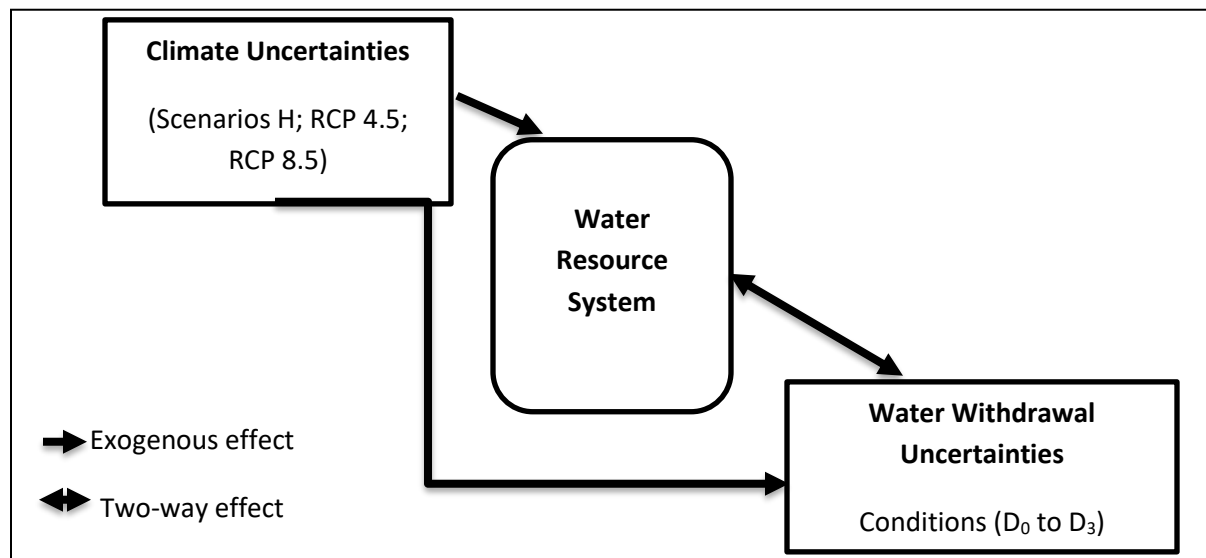 Climate Uncertainties
(Scenarios H; RCP 4.5;
RCP 8.5)
Water
Resource
System
Water Withdrawal
Uncertainties
Conditions (D₀ to D₃)
Exogenous effect
Two-way effect